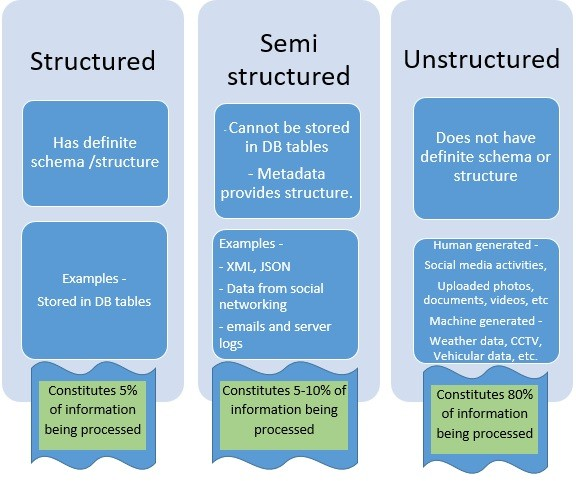 Structured
Has definite
schema /structure
Examples -
Stored in DB tables
Constitutes 5%
of information
being processed
Semi
structured
- Cannot be stored
in DB tables
- Metadata
provides structure.
Examples -
- XML, JSON
- Data from social
networking
- emails and server
logs
Constitutes 5-10% of
information being
processed
Unstructured
Does not have
definite schema or
structure
Human generated -
Social media activities,
Uploaded photos,
documents, videos, etc
Machine generated -
Weather data, CCTV,
Vehicular data, etc.
Constitutes 80%
of information
being processed